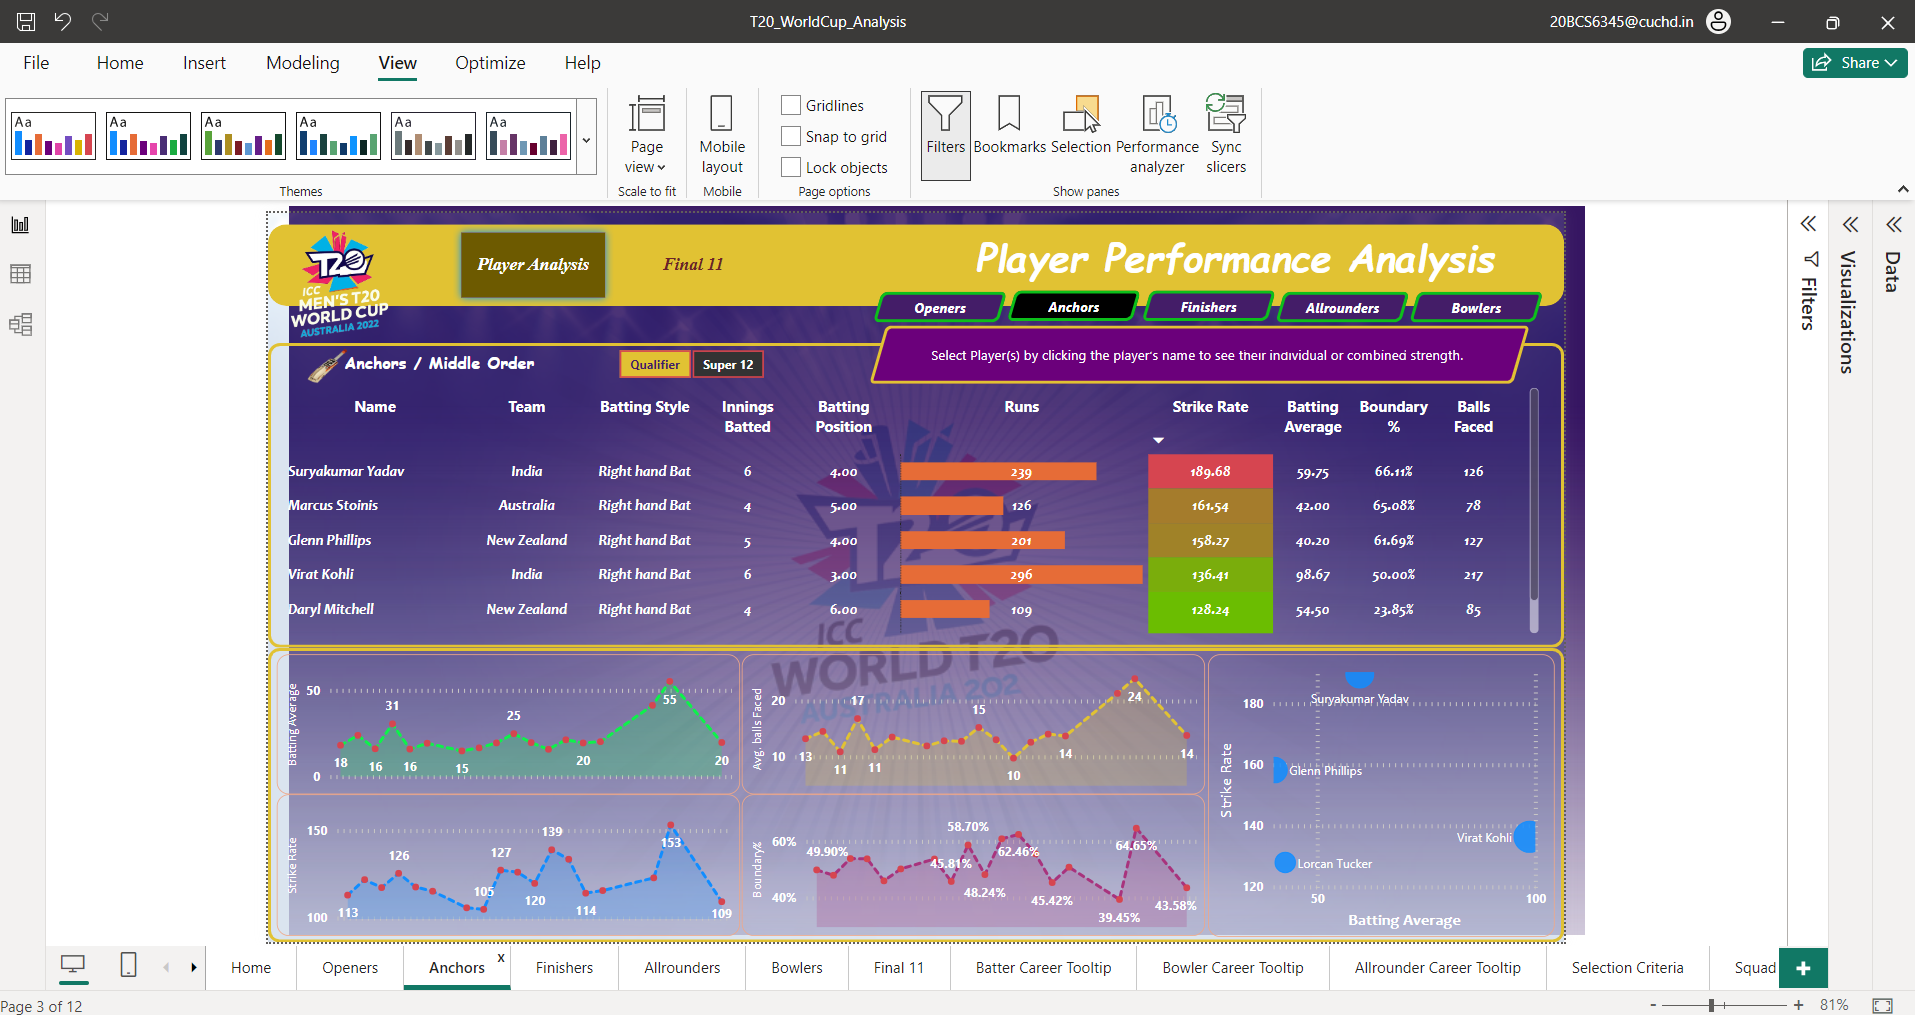 T20_WorldCup_Analysis
20BCS6345@cuchd.in
File Home Insert Modeling View Optimize Help
Share
Aa Aa Aa Aa Aa Aa
Themes
Page view
Scale to fit
Mobile layout
Mobile
Gridlines
Snap to grid
Lock objects
Page options
Filters Bookmarks Selection Performance analyzer Sync slicers
Show panes
T20
ICC
MEN'S T20
WORLD CUP
AUSTRALIA 2022
Player Analysis
Final 11
Player Performance Analysis
Openers Anchors Finishers Allrounders Bowlers
Anchors / Middle Order
Qualifier Super 12
Select Player(s) by clicking the player's name to see their individual or combined strength.
Name Team Batting Style Innings Batted Batting Position Runs Strike Rate Batting Average Boundary % Balls Faced
Suryakumar Yadav India Right hand Bat 6 4.00 239 189.68 59.75 66.11% 126
Marcus Stoinis Australia Right hand Bat 4 5.00 126 161.54 42.00 65.08% 78
Glenn Phillips New Zealand Right hand Bat 5 4.00 201 158.27 40.20 61.69% 127
Virat Kohli India Right hand Bat 6 3.00 296 136.41 98.67 50.00% 217
Daryl Mitchell New Zealand Right hand Bat 4 6.00 109 128.24 54.50 23.85% 85
T20
ICC
WORLD T20
AUSTRALIA 202
Batting Average
50
0
18 16 31 16 15 25 20 55 20
Avg. balls Faced
20
10
13 11 17 11 15 10 14 24 14
Strike Rate
150
100
113 126 105 127 120 139 114 153 109
Boundary%
60%
40%
49.90% 45.81% 58.70% 48.24% 62.46% 45.42% 39.45% 64.65% 43.58%
Strike Rate
180
160
140
120
Suryakumar Yadav
Glenn Phillips
Virat Kohli
Lorcan Tucker
50 100
Batting Average
Filters
Visualizations
Data
Home Openers Anchors x Finishers Allrounders Bowlers Final 11 Batter Career Tooltip Bowler Career Tooltip Allrounder Career Tooltip Selection Criteria Squad +
Page 3 of 12
- + 81%